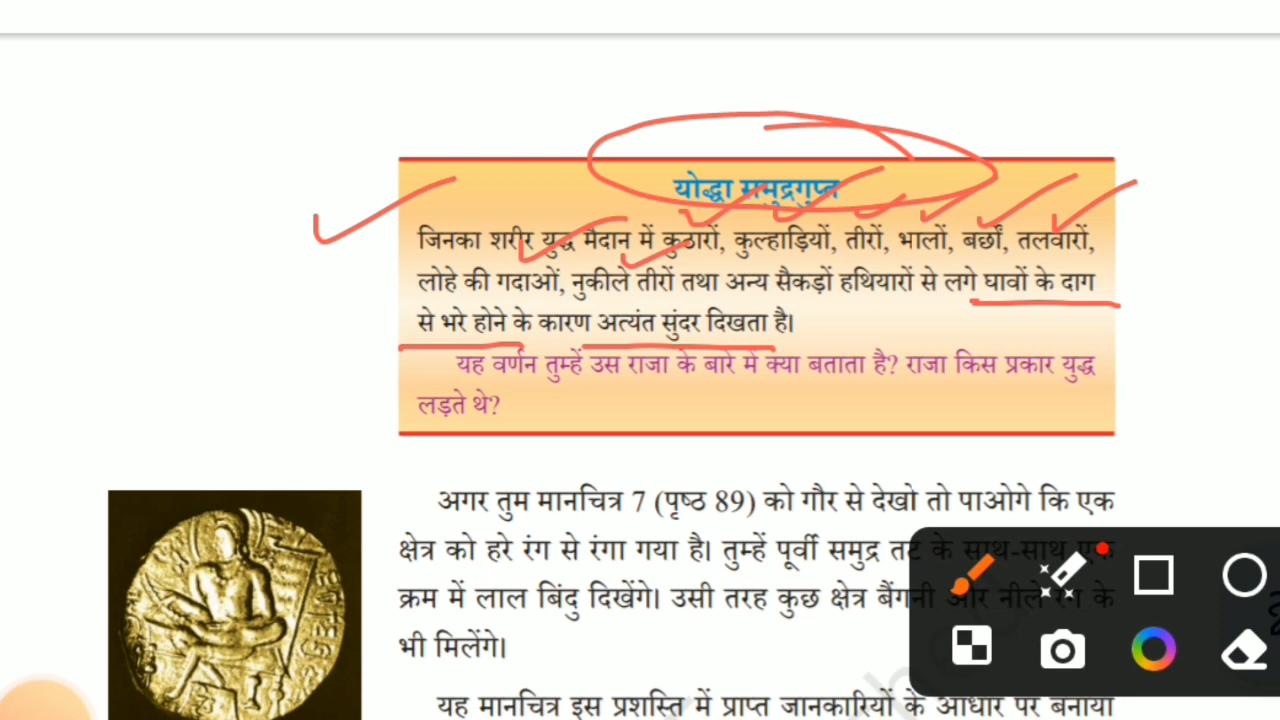 योद्धा समुद्रगुप्त
जिनका शरीर युद्ध मैदान में कुठारों, कुल्हाड़ियों, तीरों, भालों, बर्छों, तलवारों,
लोहे की गदाओं, नुकीले तीरों तथा अन्य सैकड़ों हथियारों से लगे घावों के दाग
से भरे होने के कारण अत्यंत सुंदर दिखता है।
यह वर्णन तुम्हें उस राजा के बारे में क्या बताता है? राजा किस प्रकार युद्ध
लड़ते थे?
अगर तुम मानचित्र 7 (पृष्ठ 89) को गौर से देखो तो पाओगे कि एक
क्षेत्र को हरे रंग से रंगा गया है। तुम्हें पूर्वी समुद्र तट के साथ-साथ एक
क्रम में लाल बिंदु दिखेंगे। उसी तरह कुछ क्षेत्र बैंगनी और नीले रंग के
भी मिलेंगे।
यह मानचित्र इस प्रशस्ति में प्राप्त जानकारियों के आधार पर बनाया